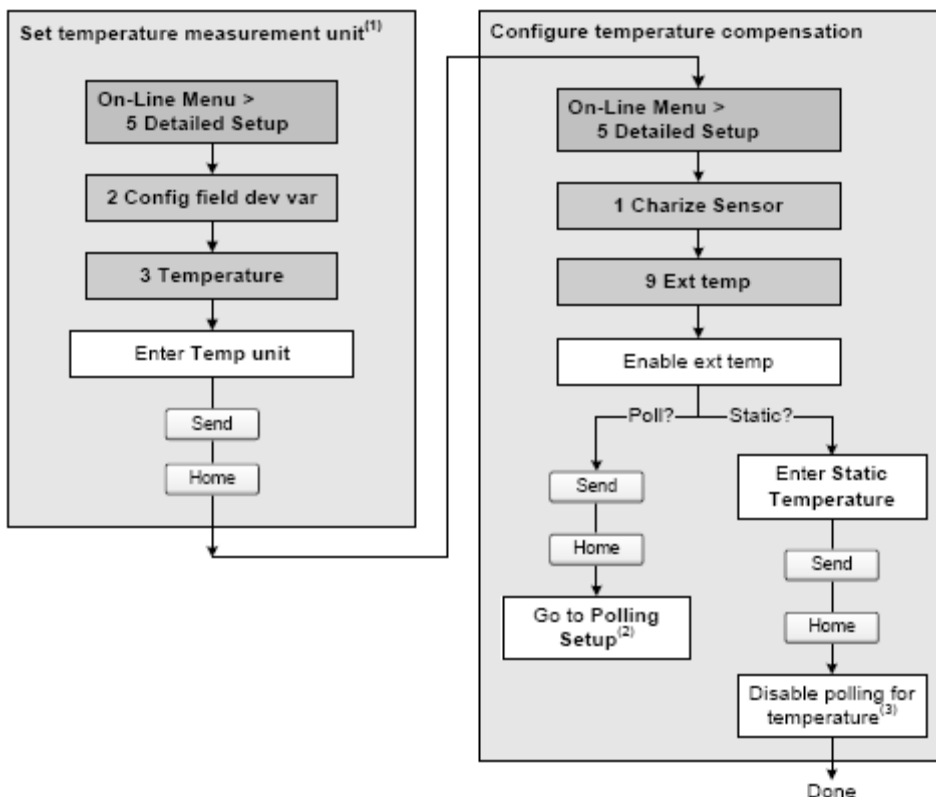 Set temperature measurement unit(1)
On-Line Menu >
5 Detailed Setup
2 Config field dev var
3 Temperature
Enter Temp unit
Send
Home
Configure temperature compensation
On-Line Menu >
5 Detailed Setup
1 Charize Sensor
9 Ext temp
Enable ext temp
Poll?
Static?
Send
Home
Go to Polling
Setup(2)
Enter Static
Temperature
Send
Home
Disable polling for
temperature(3)
Done